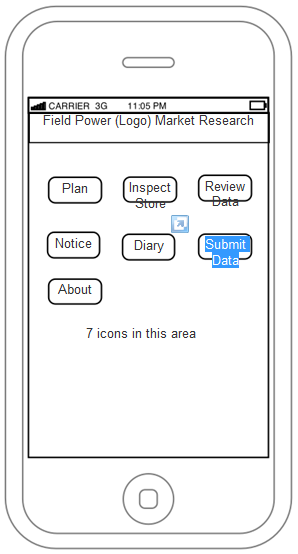 CARRIER 3G 11:05 PM
Field Power (Logo) Market Research
Plan
Inspect
Store
Review
Data
Notice
Diary
Submit
Data
About
7 icons in this area